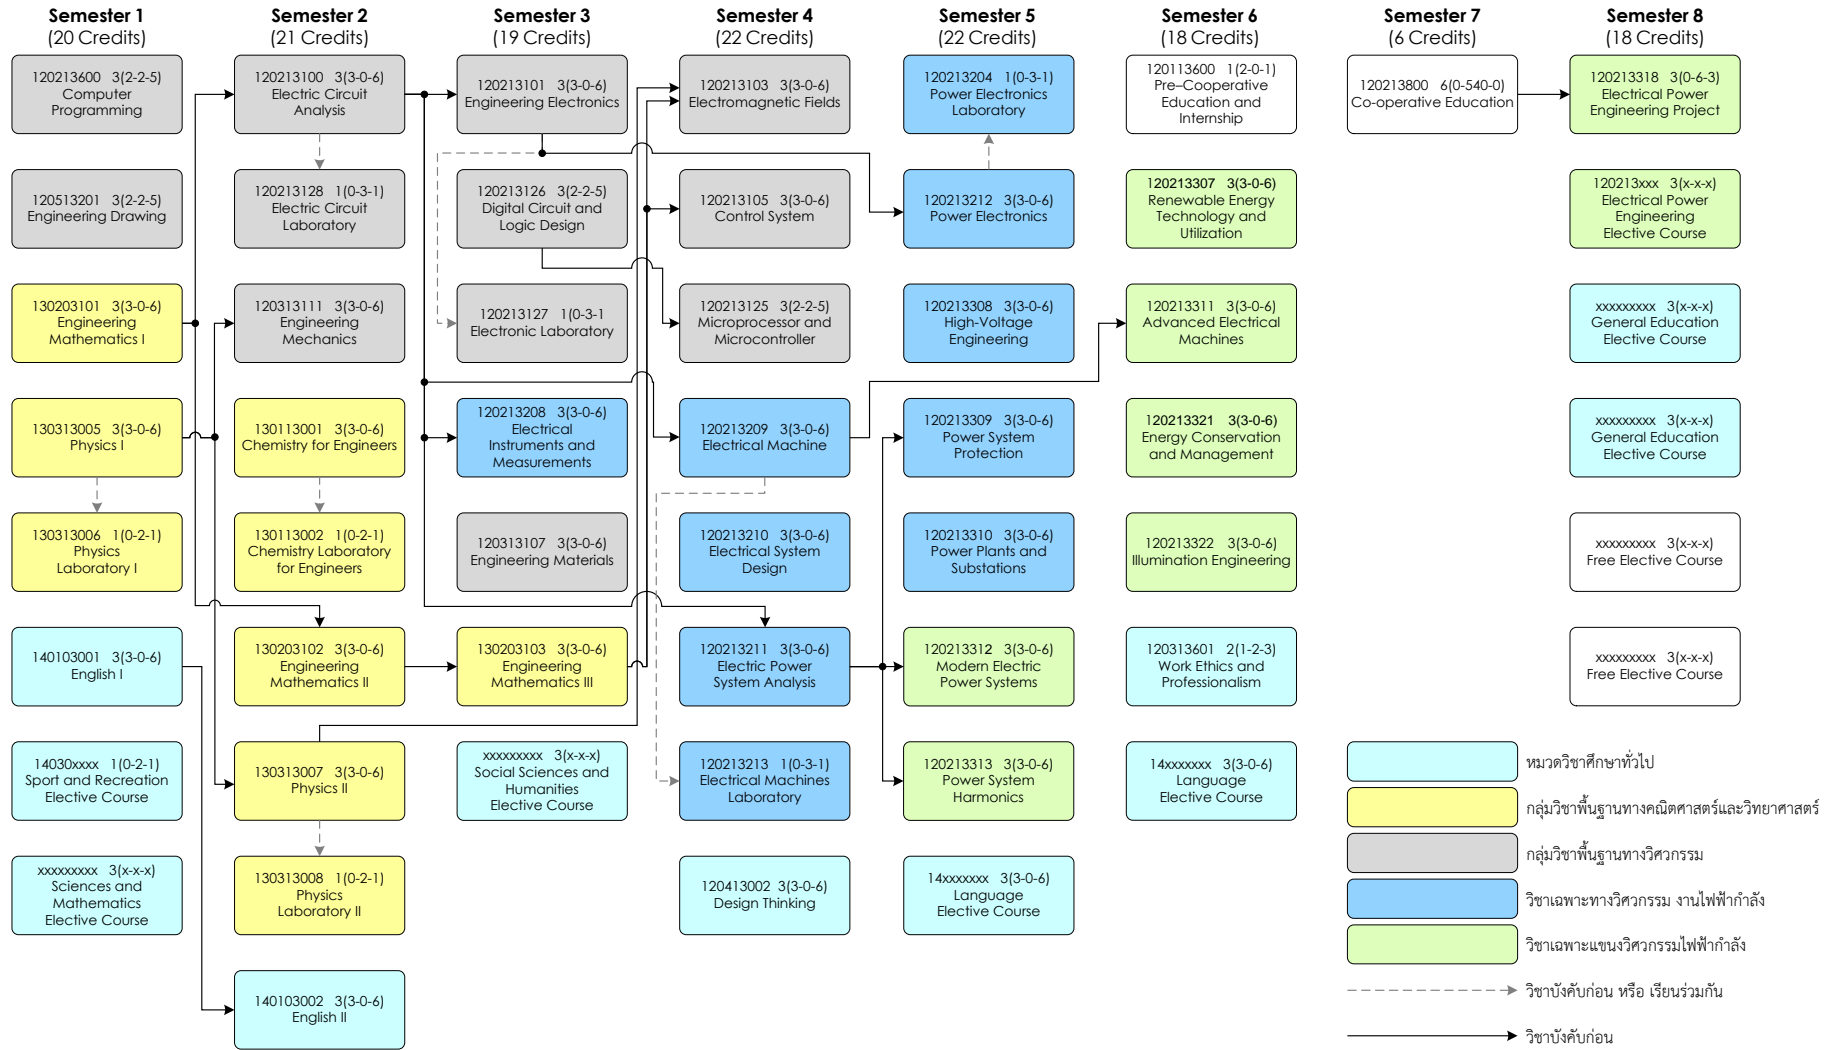 Semester 1
(20 Credits)
120213600 3(2-2-5)
Computer
Programming
120513201 3(2-2-5)
Engineering Drawing
130203101 3(3-0-6)
Engineering
Mathematics I
130313005 3(3-0-6)
Physics I
130313006 1(0-2-1)
Physics
Laboratory I
140103001 3(3-0-6)
English I
14030xxxx 1(0-2-1)
Sport and Recreation
Elective Course
xxxxxxxxx 3(x-x-x)
Sciences and
Mathematics
Elective Course
Semester 2
(21 Credits)
120213100 3(3-0-6)
Electric Circuit
Analysis
120213128 1(0-3-1)
Electric Circuit
Laboratory
120313111 3(3-0-6)
Engineering
Mechanics
130113001 3(3-0-6)
Chemistry for
Engineers
130113002 1(0-2-1)
Chemistry Laboratory
for Engineers
130203102 3(3-0-6)
Engineering
Mathematics II
130313007 3(3-0-6)
Physics II
130313008 1(0-2-1)
Physics
Laboratory II
140103002 3(3-0-6)
English II
Semester 3
(19 Credits)
120213101 3(3-0-6)
Engineering Electronics
120213126 3(2-2-5)
Digital Circuit and
Logic Design
120213127 1(0-3-1
Electronic Laboratory
120213208 3(3-0-6)
Electrical
Instruments and
Measurements
120313107 3(3-0-6)
Engineering Materials
130203103 3(3-0-6)
Engineering
Mathematics III
xxxxxxxxx 3(x-x-x)
Social Sciences and
Humanities
Elective Course
Semester 4
(22 Credits)
120213103 3(3-0-6)
Electromagnetic Fields
120213105 3(3-0-6)
Control System
120213125 3(2-2-5)
Microprocessor and
Microcontroller
120213209 3(3-0-6)
Electrical Machine
120213210 3(3-0-6)
Electrical System
Design
120213211 3(3-0-6)
Electric Power
System Analysis
120213213 1(0-3-1)
Electrical Machines
Laboratory
120413002 3(3-0-6)
Design Thinking
Semester 5
(22 Credits)
120213204 1(0-3-1)
Power Electronics
Laboratory
120213212 3(3-0-6)
Power Electronics
120213308 3(3-0-6)
High-Voltage
Engineering
120213309 3(3-0-6)
Power System
Protection
120213310 3(3-0-6)
Power Plants and
Substations
120213312 3(3-0-6)
Modern Electric
Power Systems
120213313 3(3-0-6)
Power System
Harmonics
14xxxxxxx 3(3-0-6)
Language
Elective Course
Semester 6
(18 Credits)
120113600 1(2-0-1)
Pre–Cooperative
Education and
Internship
120213307 3(3-0-6)
Renewable Energy
Technology and
Utilization
120213311 3(3-0-6)
Advanced Electrical
Machines
120213321 3(3-0-6)
Energy Conservation
and Management
120213322 3(3-0-6)
Illumination Engineering
120313601 2(1-2-3)
Work Ethics and
Professionalism
14xxxxxxx 3(3-0-6)
Language
Elective Course
Semester 7
(6 Credits)
120213800 6(0-540-0)
Co-operative Education
Semester 8
(18 Credits)
120213318 3(0-6-3)
Electrical Power
Engineering Project
120213xxx 3(x-x-x)
Electrical Power
Engineering
Elective Course
xxxxxxxxx 3(x-x-x)
General Education
Elective Course
xxxxxxxxx 3(x-x-x)
General Education
Elective Course
xxxxxxxxx 3(x-x-x)
Free Elective Course
xxxxxxxxx 3(x-x-x)
Free Elective Course
หมวดวิชาศึกษาทั่วไป
กลุ่มวิชาพื้นฐานทางคณิตศาสตร์และวิทยาศาสตร์
กลุ่มวิชาพื้นฐานทางวิศวกรรม
วิชาเฉพาะทางวิศวกรรม งานไฟฟ้ากำลัง
วิชาเฉพาะแขนงวิศวกรรมไฟฟ้ากำลัง
วิชาบังคับก่อน หรือ เรียนร่วมกัน
วิชาบังคับก่อน